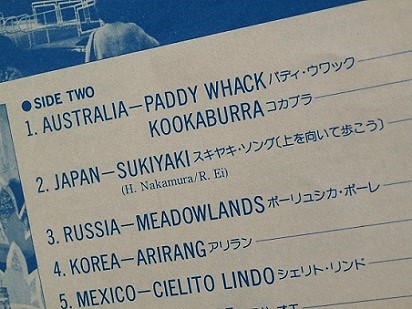 ●SIDE TWO
1. AUSTRALIA—PADDY WHACK パディ・ウワック
KOOKABURRA コカブラ
2. JAPAN—SUKIYAKI スキヤキ・ソング(上を向いて歩こう)
(H. Nakamura/R. Ei)
3. RUSSIA—MEADOWLANDS ポーリュシカ・ポーレ
4. KOREA—ARIRANG アリラン
5. MEXICO—CIELITO LINDO シェリト・リンド